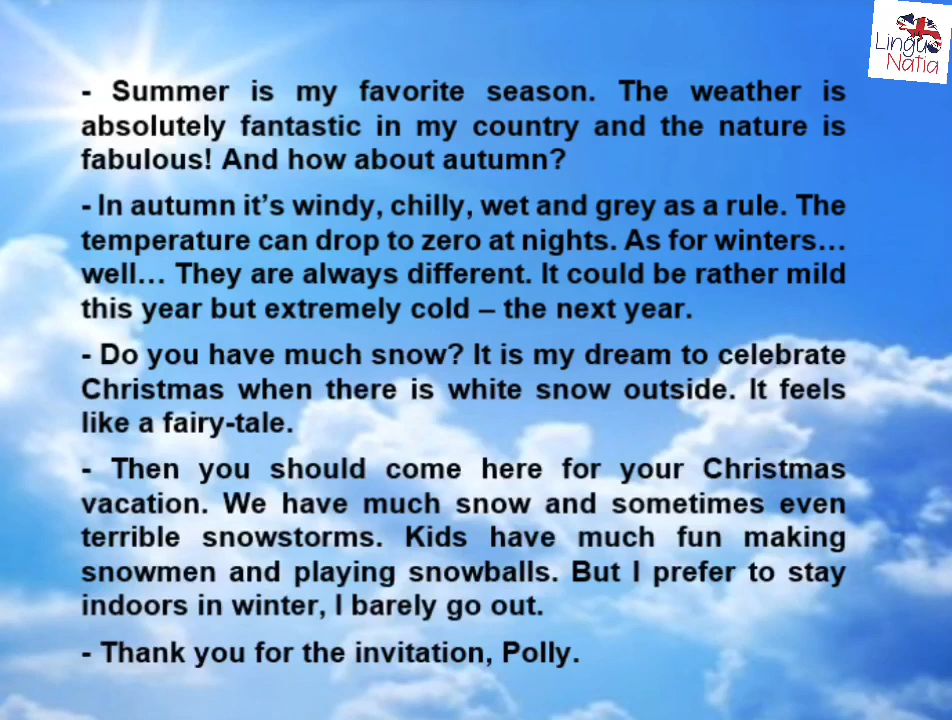 Lingua
Natia
- Summer is my favorite season. The weather is
absolutely fantastic in my country and the nature is
fabulous! And how about autumn?
- In autumn it’s windy, chilly, wet and grey as a rule. The
temperature can drop to zero at nights. As for winters…
well… They are always different. It could be rather mild
this year but extremely cold – the next year.
- Do you have much snow? It is my dream to celebrate
Christmas when there is white snow outside. It feels
like a fairy-tale.
- Then you should come here for your Christmas
vacation. We have much snow and sometimes even
terrible snowstorms. Kids have much fun making
snowmen and playing snowballs. But I prefer to stay
indoors in winter, I barely go out.
- Thank you for the invitation, Polly.